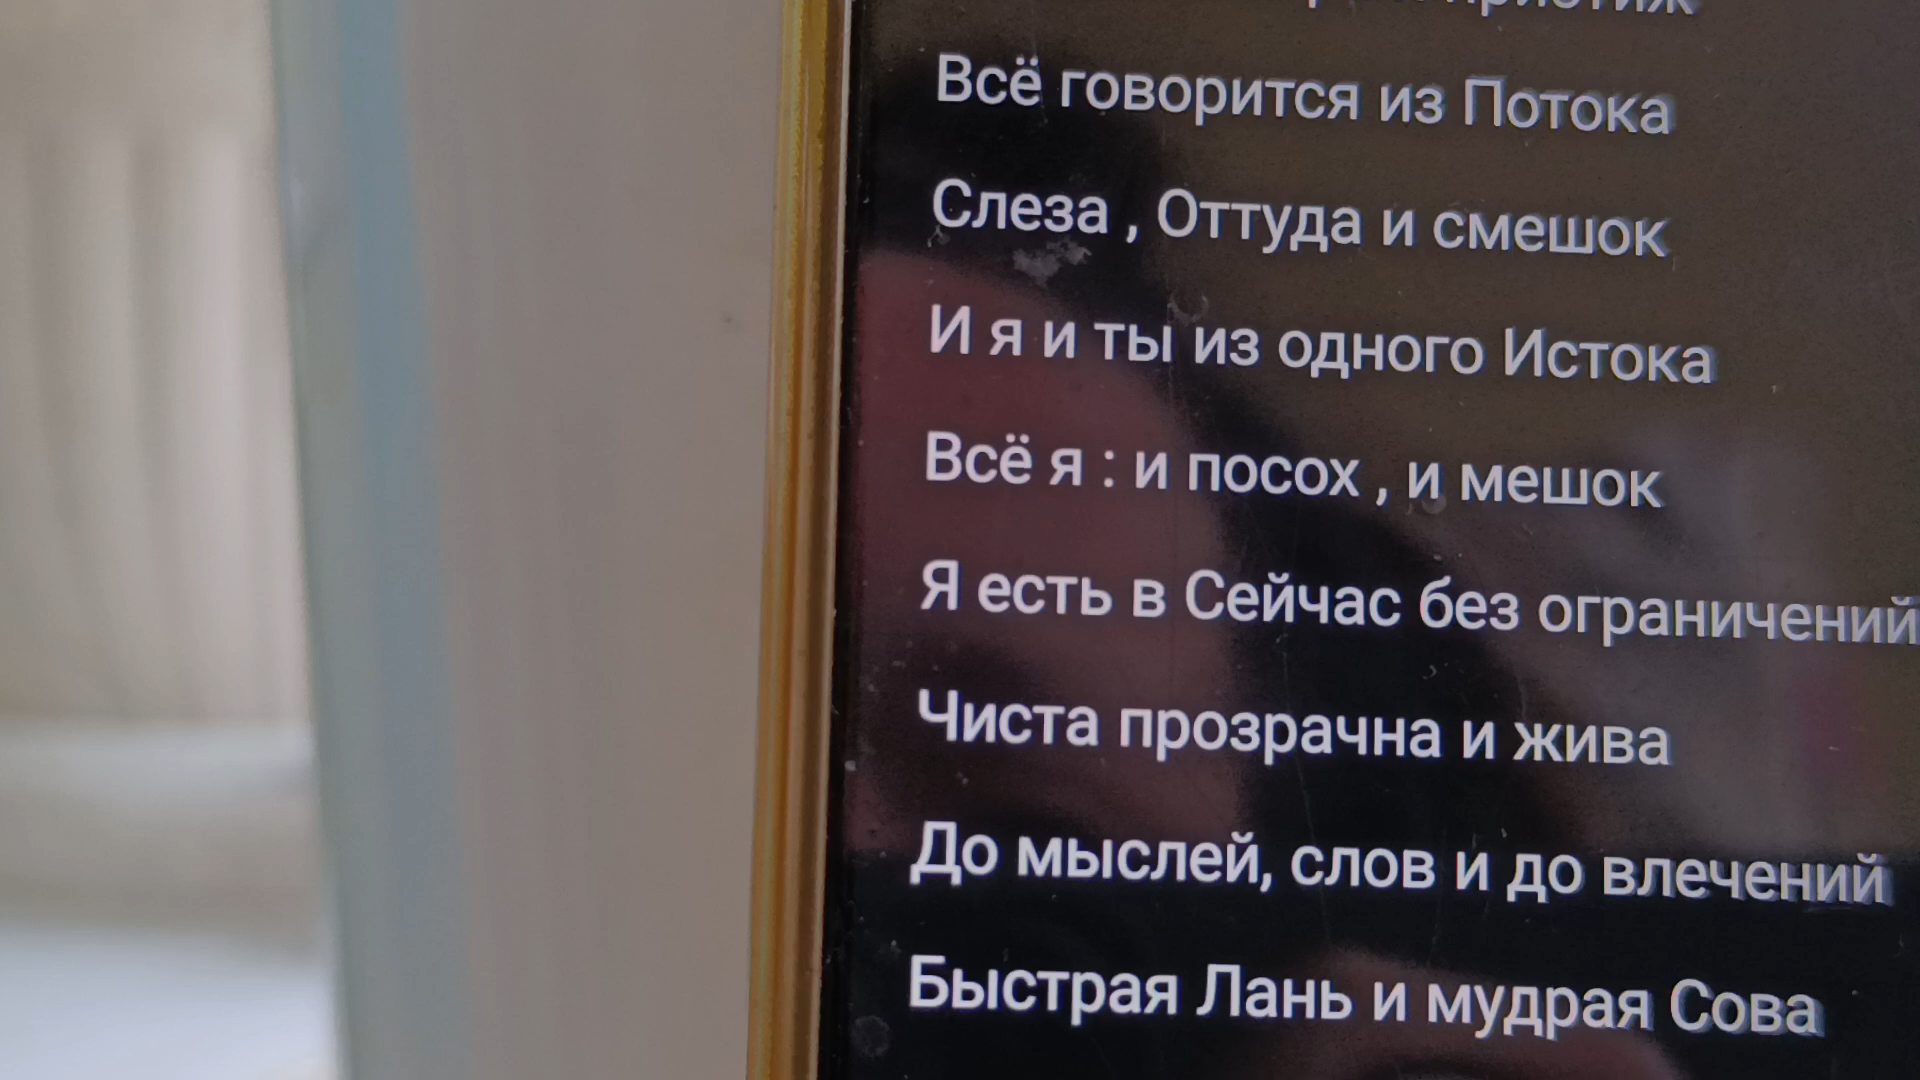 Всё говорится из Потока
Слеза , Оттуда и смешок
И я и ты из одного Истока
Всё я : и посох , и мешок
Я есть в Сейчас без ограничений
Чиста прозрачна и жива
До мыслей, слов и до влечений
Быстрая Лань и мудрая Сова